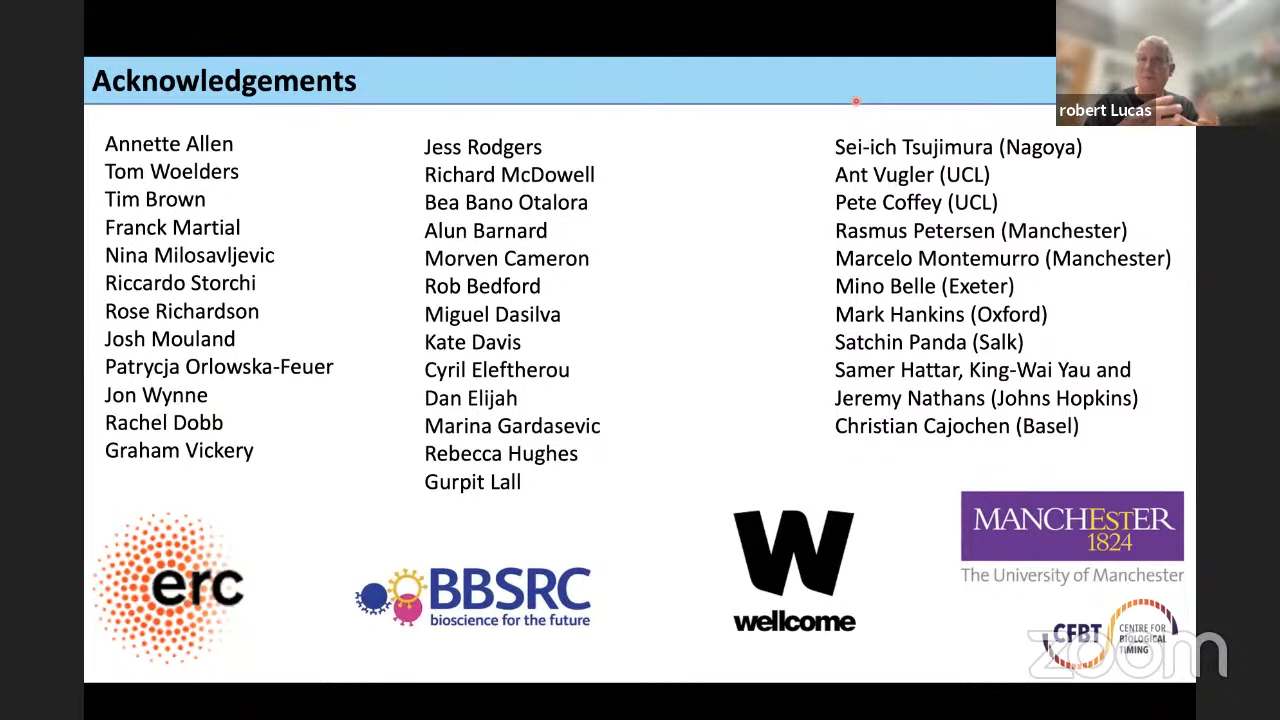 Acknowledgements
robert Lucas
Annette Allen
Tom Woelders
Tim Brown
Franck Martial
Nina Milosavljevic
Riccardo Storchi
Rose Richardson
Josh Mouland
Patrycja Orlowska-Feuer
Jon Wynne
Rachel Dobb
Graham Vickery
Jess Rodgers
Richard McDowell
Bea Bano Otalora
Alun Barnard
Morven Cameron
Rob Bedford
Miguel Dasilva
Kate Davis
Cyril Eleftherou
Dan Elijah
Marina Gardasevic
Rebecca Hughes
Gurpit Lall
Sei-ich Tsujimura (Nagoya)
Ant Vugler (UCL)
Pete Coffey (UCL)
Rasmus Petersen (Manchester)
Marcelo Montemurro (Manchester)
Mino Belle (Exeter)
Mark Hankins (Oxford)
Satchin Panda (Salk)
Samer Hattar, King-Wai Yau and
Jeremy Nathans (Johns Hopkins)
Christian Cajochen (Basel)
erc
BBSRC
bioscience for the future
W
wellcome
MANCHEStER
1824
The University of Manchester
CFBT
CENTRE FOR
BIOLOGICAL
TIMING
zoom